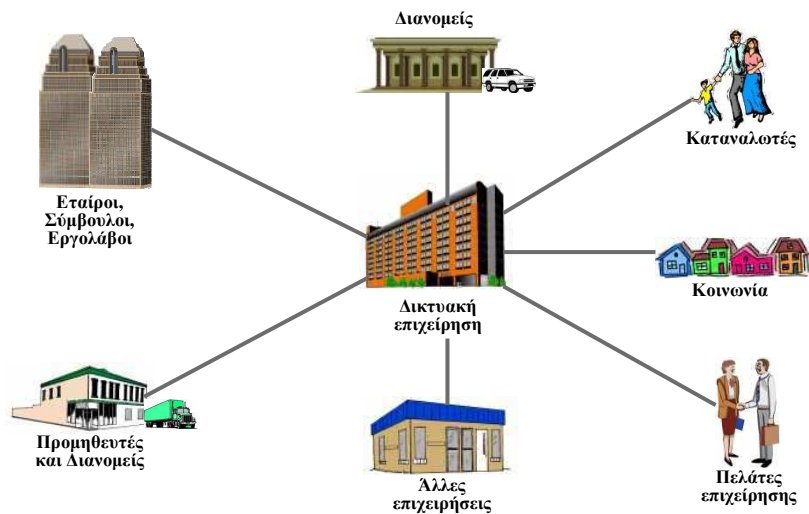 Διανομείς
Καταναλωτές
Εταίροι,
Σύμβουλοι,
Εργολάβοι
Κοινωνία
Δικτυακή
επιχείρηση
Προμηθευτές
και Διανομείς
Άλλες
επιχειρήσεις
Πελάτες
επιχείρησης